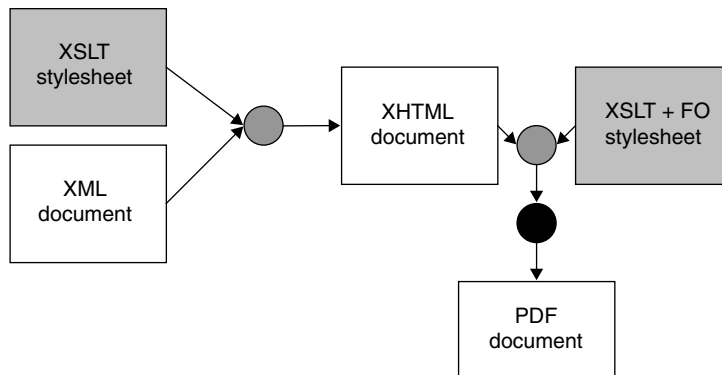 XSLT
stylesheet
XML
document
XHTML
document
XSLT + FO
stylesheet
PDF
document